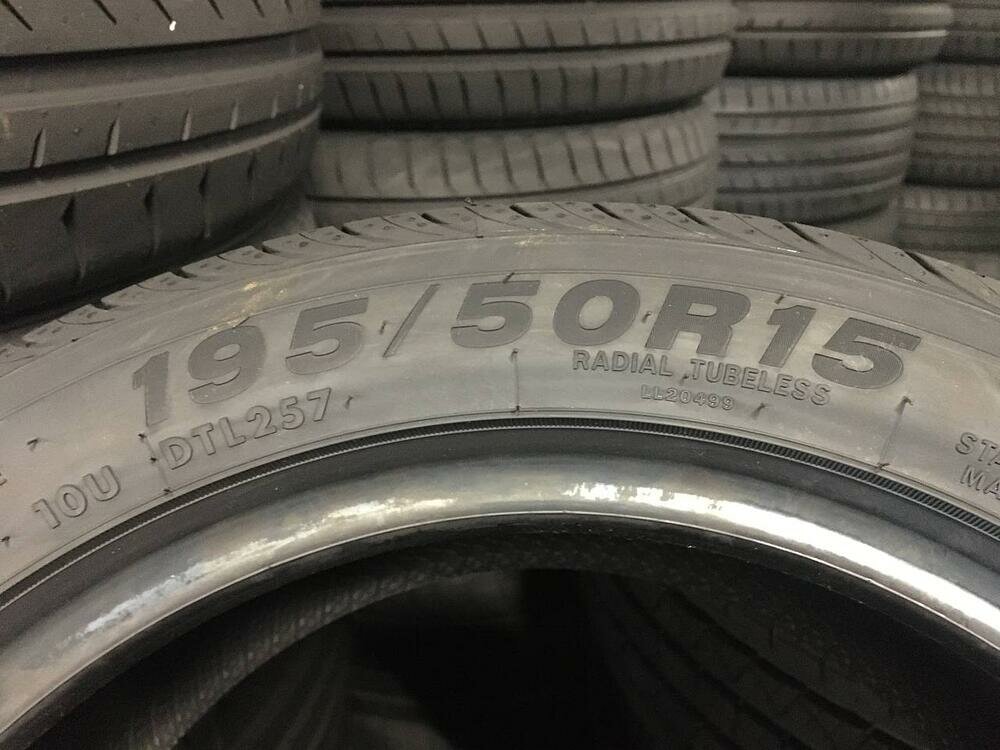 195/50R15
RADIAL TUBELESS
LL20499
DTL257
10U